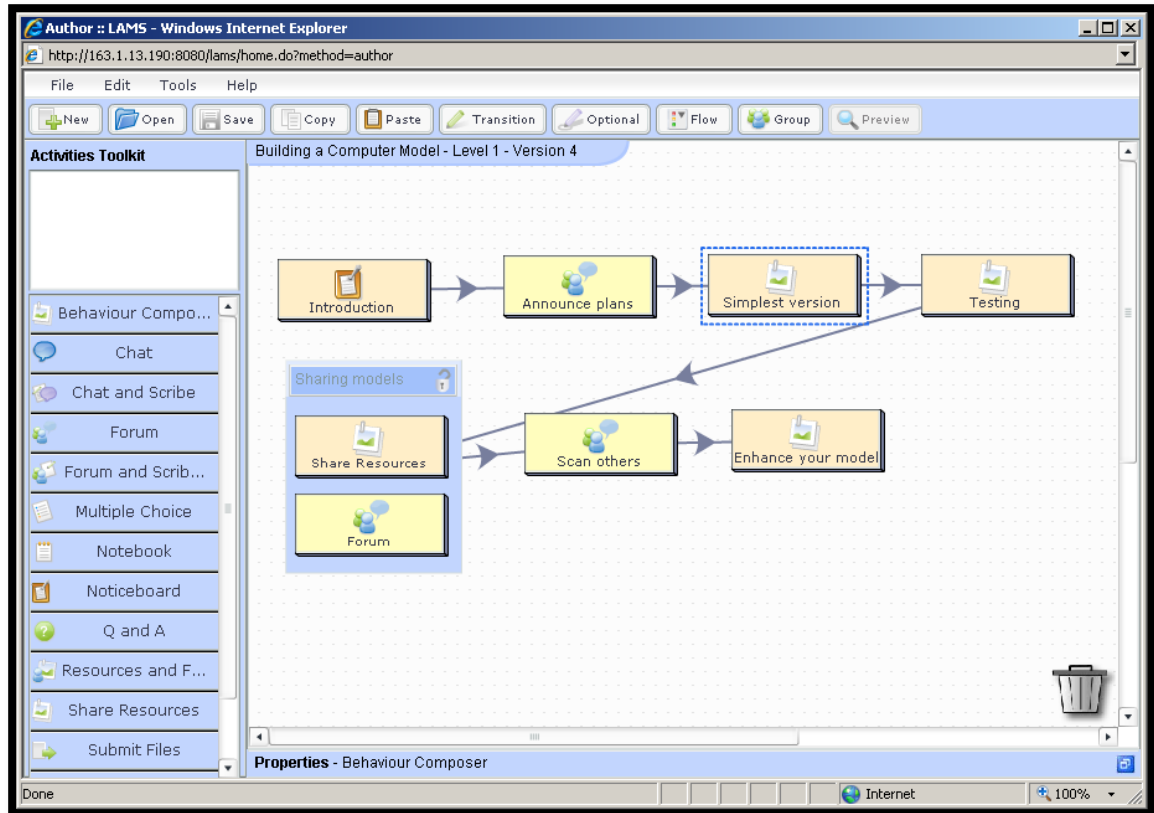 Author :: LAMS - Windows Internet Explorer
http://163.1.13.190:8080/lams/home.do?method=author
File Edit Tools Help
New Open Save Copy Paste Transition Optional Flow Group Preview
Activities Toolkit
Building a Computer Model - Level 1 - Version 4
Introduction
Announce plans
Simplest version
Testing
Sharing models
Share Resources
Scan others
Enhance your model
Forum
Behaviour Compo...
Chat
Chat and Scribe
Forum
Forum and Scrib...
Multiple Choice
Notebook
Noticeboard
Q and A
Resources and F...
Share Resources
Submit Files
Properties - Behaviour Composer
Done Internet 100%